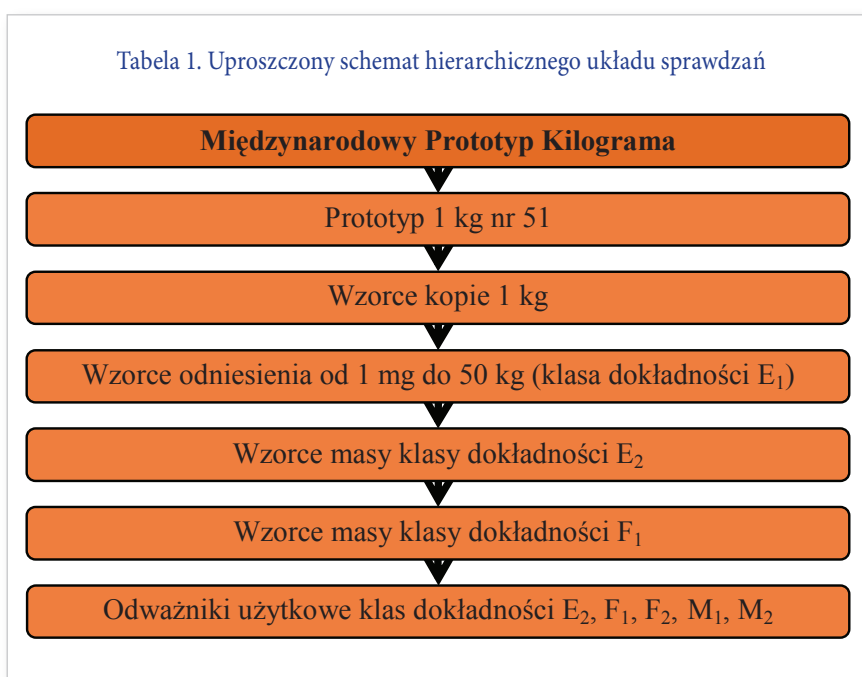 Tabela 1. Uproszczony schemat hierarchicznego układu sprawdzań
Międzynarodowy Prototyp Kilograma
Prototyp 1 kg nr 51
Wzorce kopie 1 kg
Wzorce odniesienia od 1 mg do 50 kg (klasa dokładności E₁)
Wzorce masy klasy dokładności E₂
Wzorce masy klasy dokładności F₁
Odważniki użytkowe klas dokładności E₂, F₁, F₂, M₁, M₂